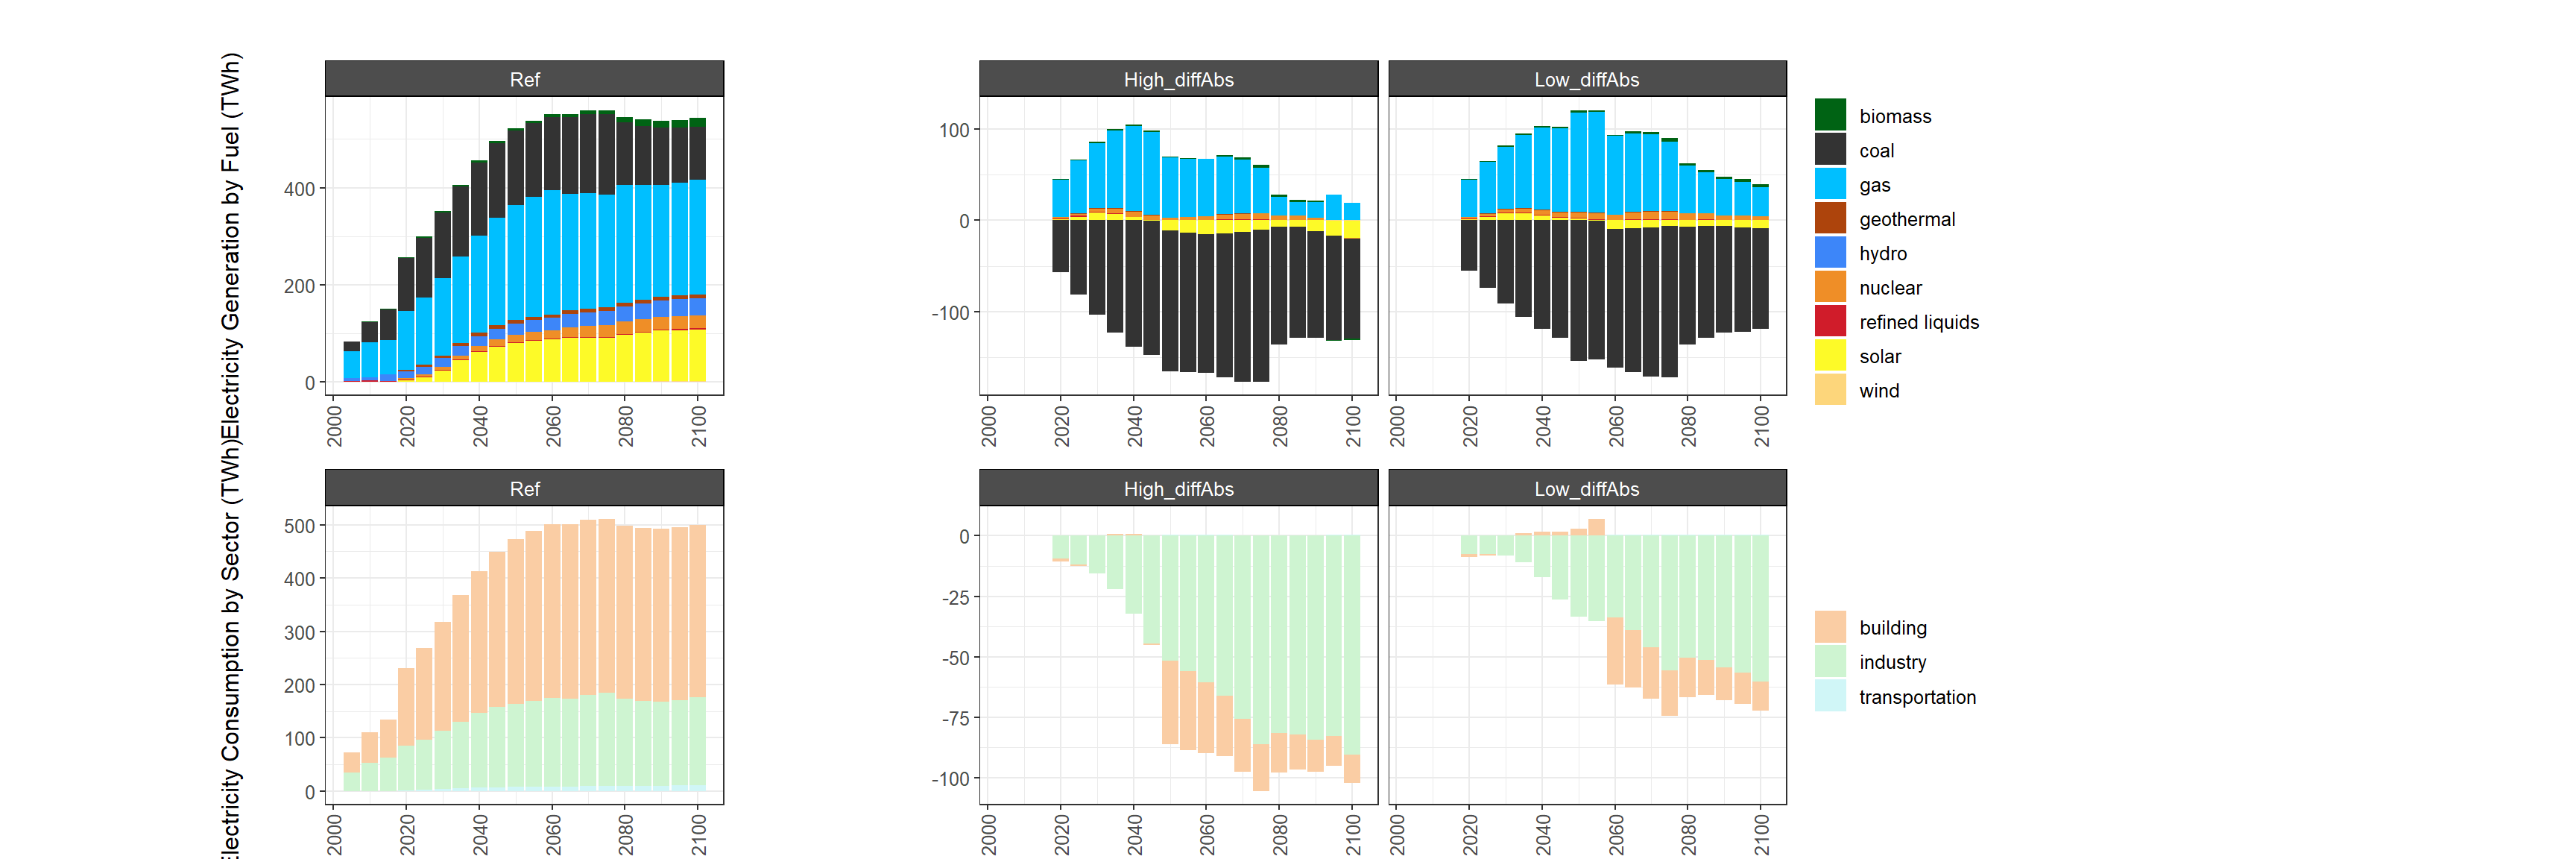 Electricity Generation by Fuel (TWh)
Ref
High_diffAbs
Low_diffAbs
400
200
0
100
0
-100
2000
2020
2040
2060
2080
2100
2000
2020
2040
2060
2080
2100
2000
2020
2040
2060
2080
2100
biomass
coal
gas
geothermal
hydro
nuclear
refined liquids
solar
wind
Electricity Consumption by Sector (TWh)
Ref
High_diffAbs
Low_diffAbs
500
400
300
200
100
0
0
-25
-50
-75
-100
2000
2020
2040
2060
2080
2100
2000
2020
2040
2060
2080
2100
2000
2020
2040
2060
2080
2100
building
industry
transportation